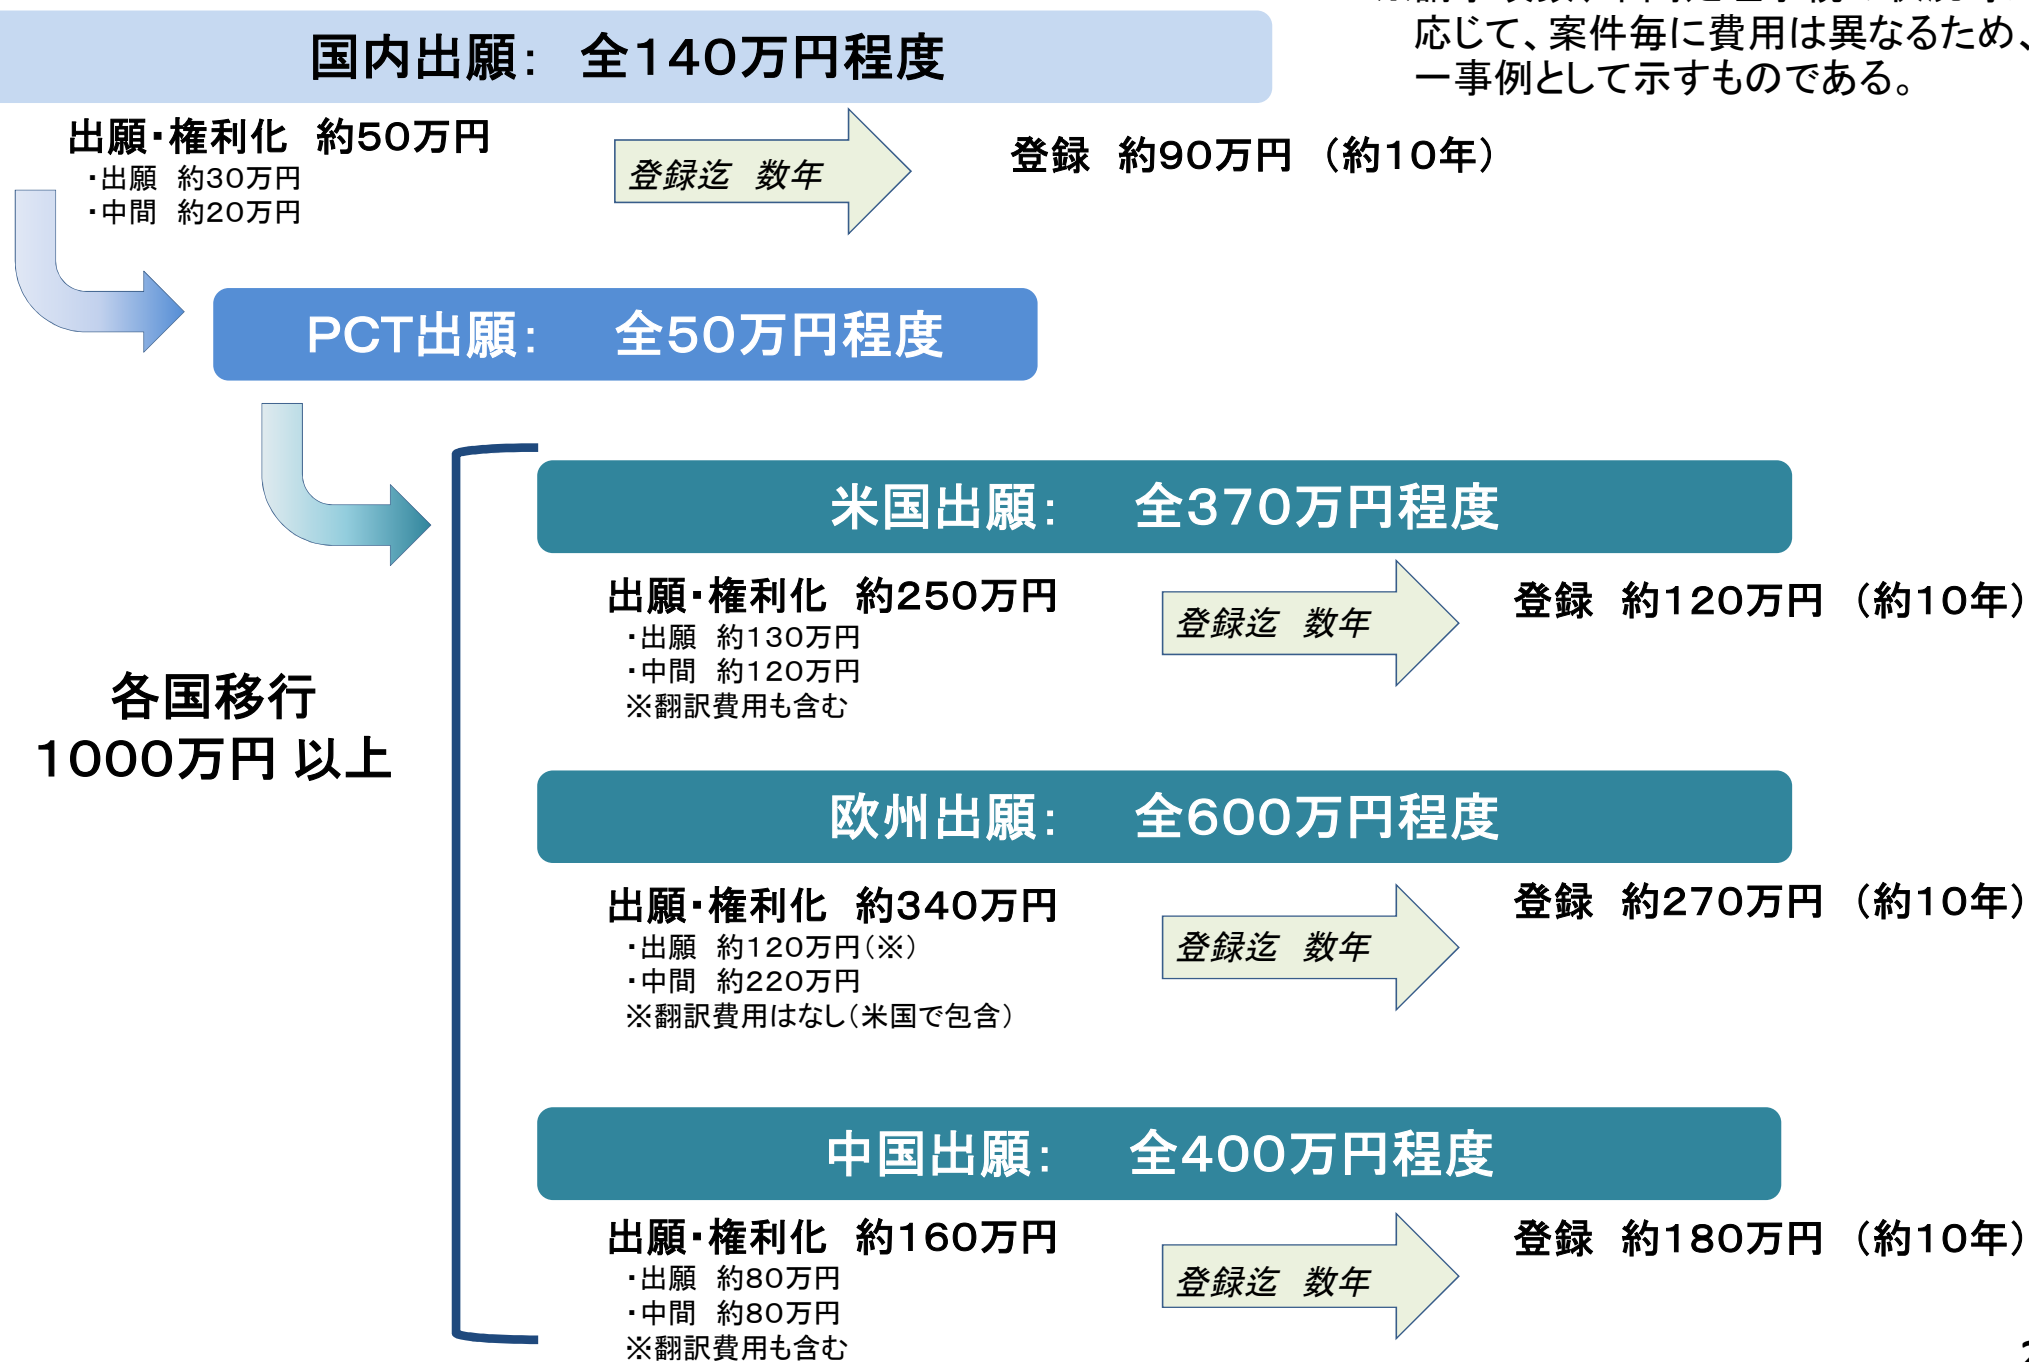 国内出願：　全１４０万円程度
応じて、案件毎に費用は異なるため、
一事例として示すものである。
出願・権利化　約５０万円
・出願　約３０万円
・中間　約２０万円
登録迄　数年
登録　約９０万円　（約１０年）
ＰＣＴ出願：　　全５０万円程度
米国出願：　　全３７０万円程度
出願・権利化　約２５０万円
・出願　約１３０万円
・中間　約１２０万円
※翻訳費用も含む
登録迄　数年
登録　約１２０万円　（約１０年）
各国移行
１０００万円 以上
欧州出願：　　全６００万円程度
出願・権利化　約３４０万円
・出願　約１２０万円（※）
・中間　約２２０万円
※翻訳費用はなし（米国で包含）
登録迄　数年
登録　約２７０万円　（約１０年）
中国出願：　　全４００万円程度
出願・権利化　約１６０万円
・出願　約８０万円
・中間　約８０万円
※翻訳費用も含む
登録迄　数年
登録　約１８０万円　（約１０年）